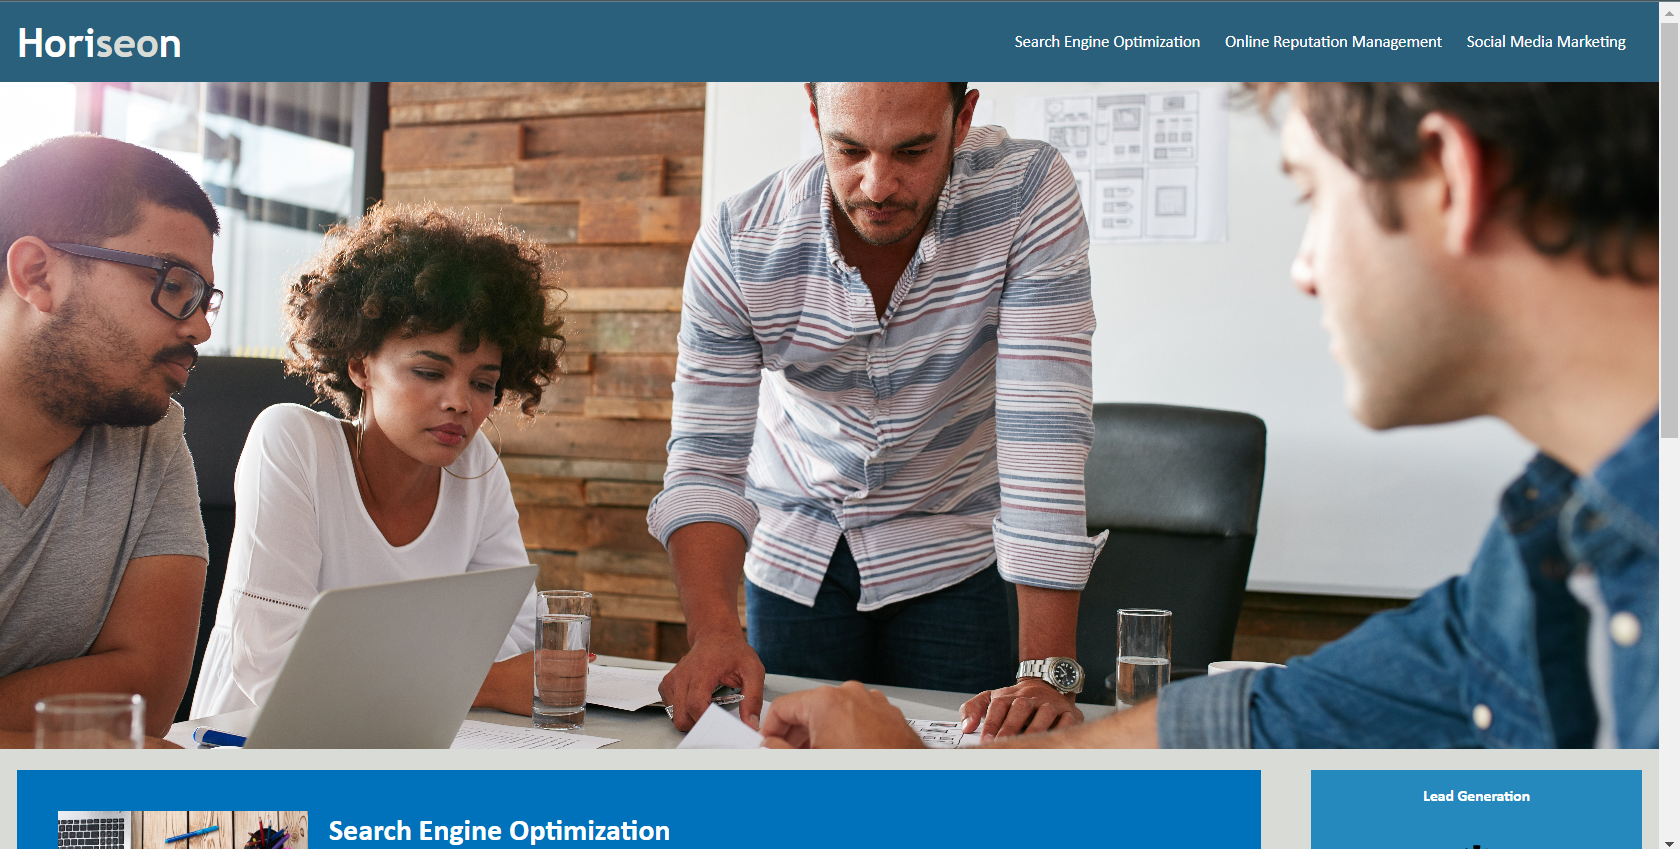 Horiseon
Search Engine Optimization
Online Reputation Management
Social Media Marketing
Search Engine Optimization
Lead Generation